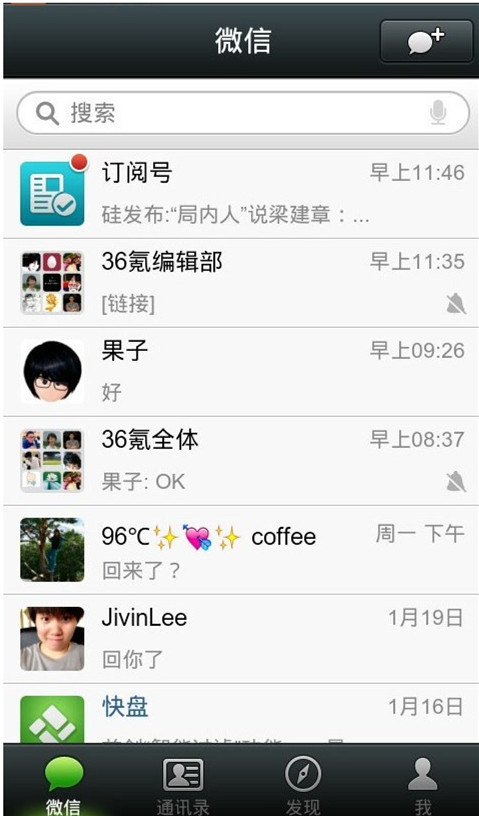 微信
搜索
订阅号
早上11:46
硅发布:“局内人”说梁建章：...
36氪编辑部
早上11:35
[链接]
果子
早上09:26
好
36氪全体
早上08:37
果子: OK
96℃✨💘✨ coffee
周一 下午
回来了？
JivinLee
1月19日
回你了
快盘
1月16日
微信
通讯录
发现
我